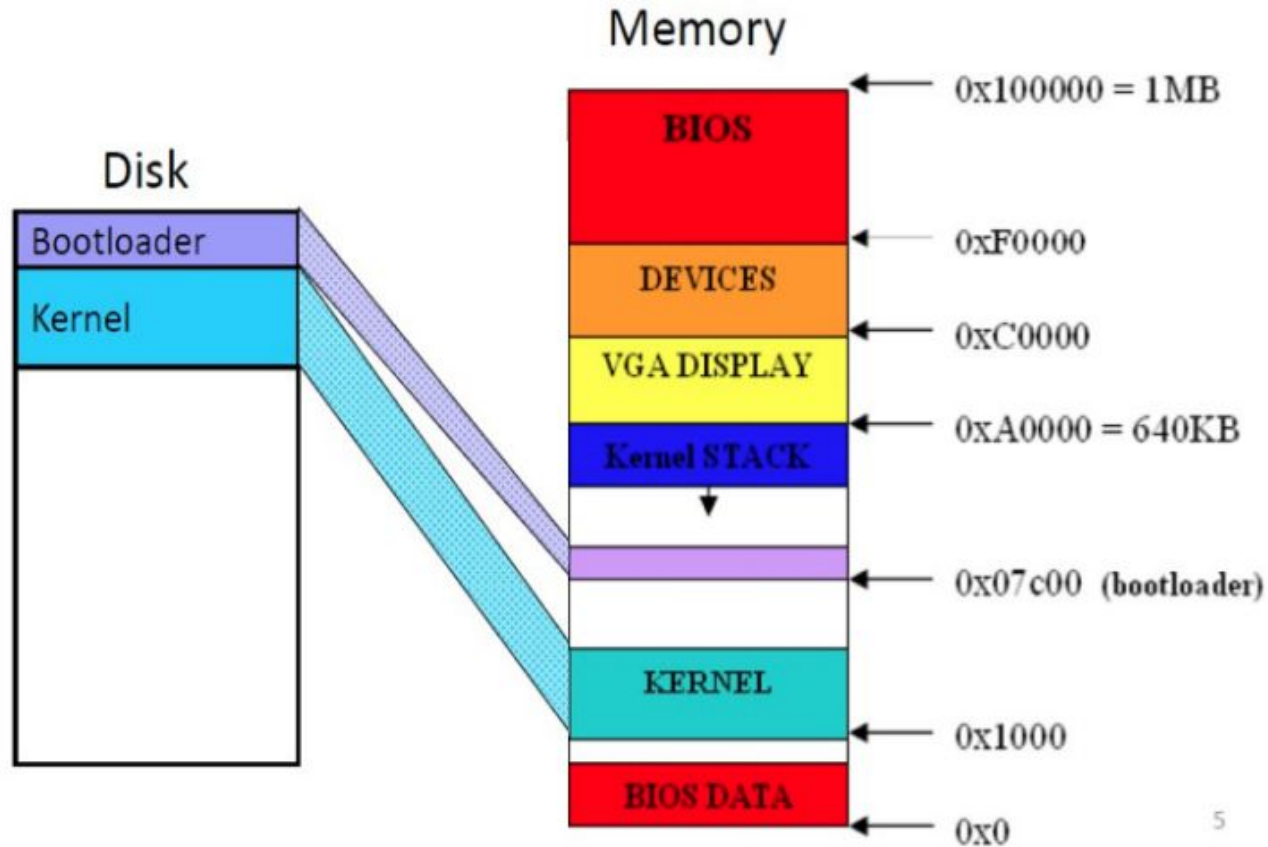 Memory
0x100000 = 1MB
BIOS
Disk
Bootloader
0xF0000
DEVICES
Kernel
0xC0000
VGA DISPLAY
0xA0000 = 640KB
Kernel STACK
0x07c00 (bootloader)
KERNEL
0x1000
BIOS DATA
0x0
5